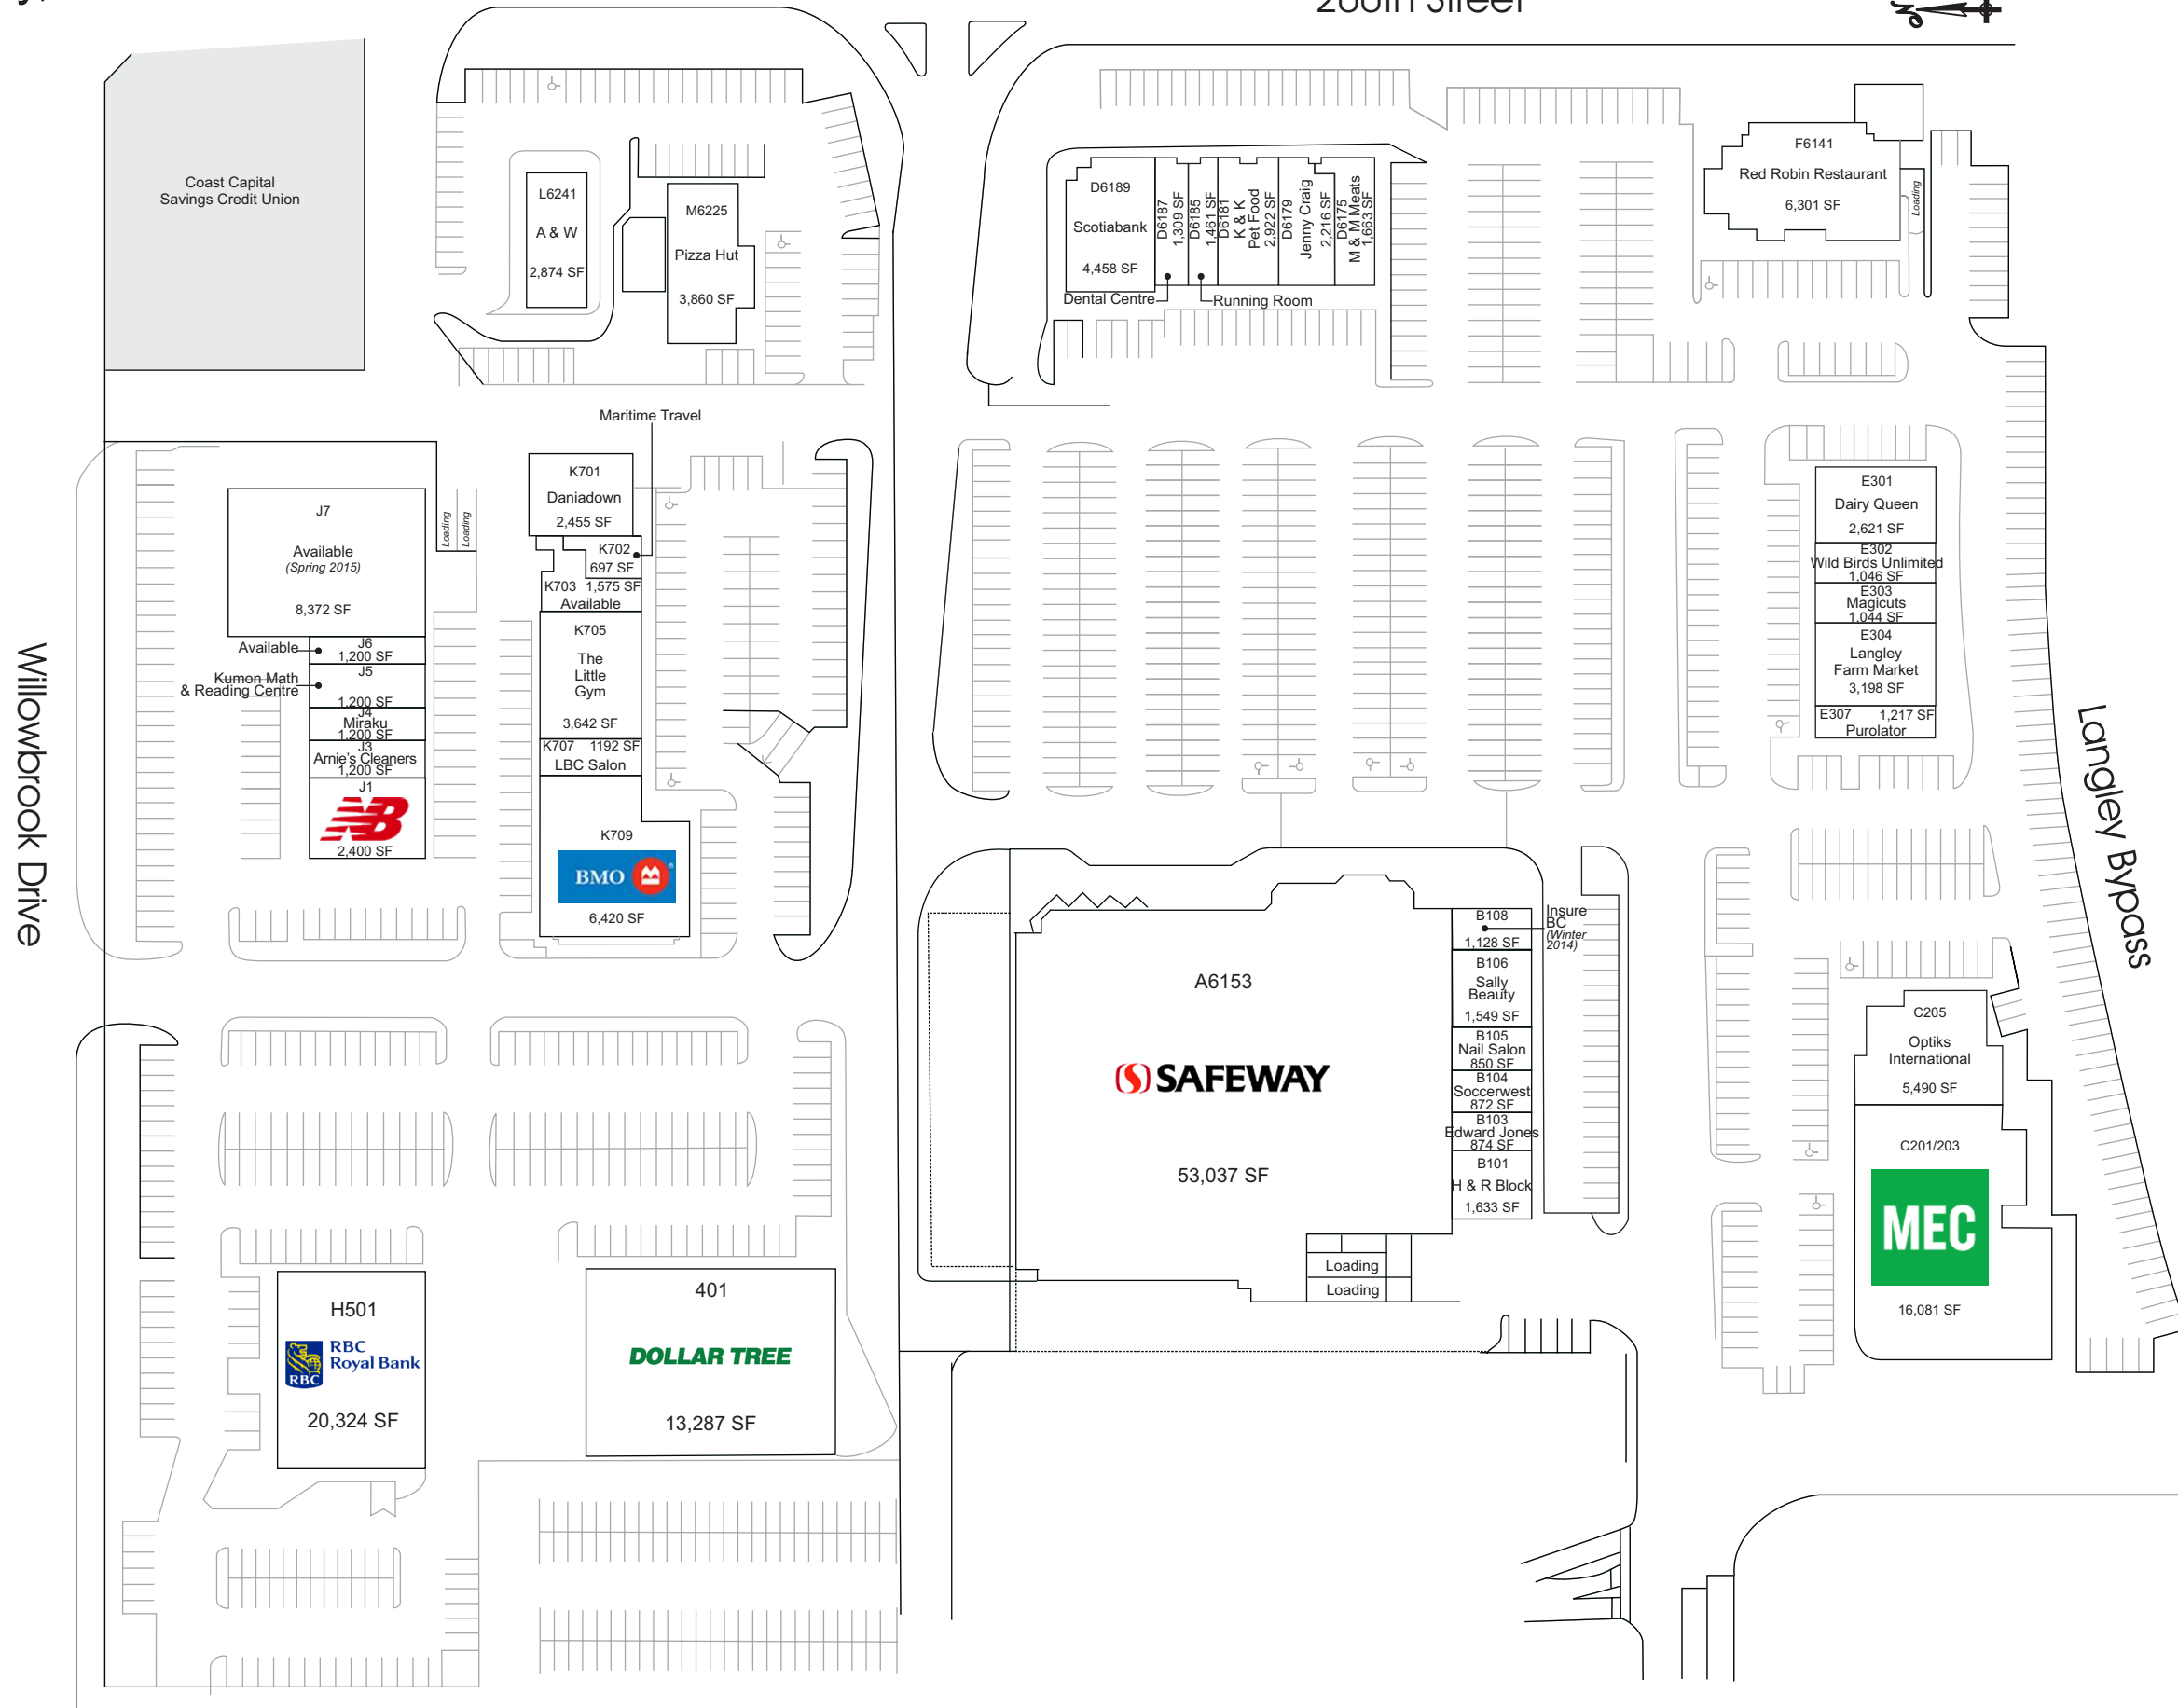 Coast Capital
Savings Credit Union
L6241
A & W
2,874 SF
M6225
Pizza Hut
3,860 SF
D6189
Scotiabank
4,458 SF
D6187
1,309 SF
Dental Centre
D6185
1,461 SF
Running Room
D6181
K & K
Pet Food
2,922 SF
D6179
Jenny Craig
2,216 SF
D6175
M & M Meats
1,663 SF
F6141
Red Robin Restaurant
6,301 SF
Loading
Maritime Travel
J7
Available
(Spring 2015)
8,372 SF
Loading
Loading
Available
J6
1,200 SF
Kumon Math
& Reading Centre
J5
1,200 SF
J4
Miraku
1,200 SF
J3
Arnie's Cleaners
1,200 SF
J1
NB
2,400 SF
K701
Daniadown
2,455 SF
K702
697 SF
K703 1,575 SF
Available
K705
The
Little
Gym
3,642 SF
K707 1192 SF
LBC Salon
K709
BMO
6,420 SF
E301
Dairy Queen
2,621 SF
E302
Wild Birds Unlimited
1,046 SF
E303
Magicuts
1,044 SF
E304
Langley
Farm Market
3,198 SF
E307 1,217 SF
Purolator
Willowbrook Drive
Langley Bypass
A6153
SAFEWAY
53,037 SF
Loading
Loading
B108
1,128 SF
Insure
BC
(Winter
2014)
B106
Sally
Beauty
1,549 SF
B105
Nail Salon
850 SF
B104
Soccerwest
872 SF
B103
Edward Jones
874 SF
B101
H & R Block
1,633 SF
C205
Optiks
International
5,490 SF
C201/203
MEC
16,081 SF
H501
RBC
RBC
Royal Bank
20,324 SF
401
DOLLAR TREE
13,287 SF